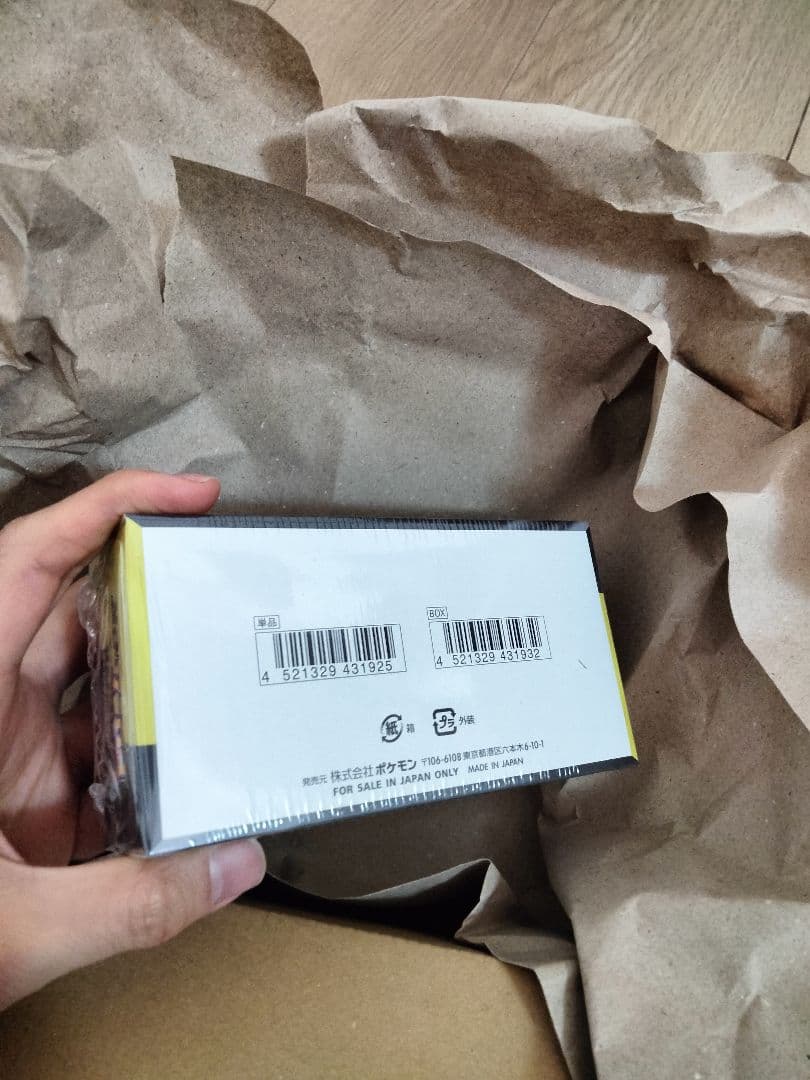 単品
4 521329 431925
BOX
4 521329 431932
紙 箱
プラ 外装
発売元 株式会社 ポケモン 〒106-6108 東京都港区六本木6-10-1
FOR SALE IN JAPAN ONLY MADE IN JAPAN